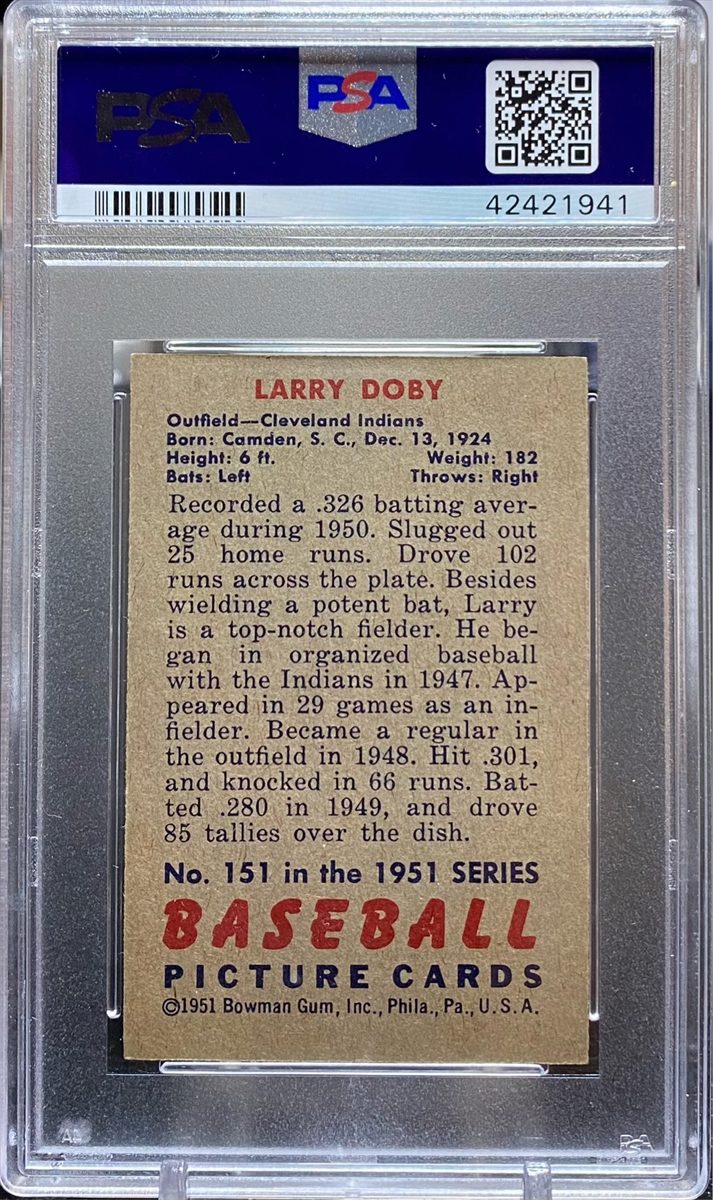 PSA PSA
42421941
LARRY DOBY
Outfield—Cleveland Indians
Born: Camden, S. C., Dec. 13, 1924
Height: 6 ft. Weight: 182
Bats: Left Throws: Right
Recorded a .326 batting aver-
age during 1950. Slugged out
25 home runs. Drove 102
runs across the plate. Besides
wielding a potent bat, Larry
is a top-notch fielder. He be-
gan in organized baseball
with the Indians in 1947. Ap-
peared in 29 games as an in-
fielder. Became a regular in
the outfield in 1948. Hit .301,
and knocked in 66 runs. Bat-
ted .280 in 1949, and drove
85 tallies over the dish.
No. 151 in the 1951 SERIES
BASEBALL
PICTURE CARDS
©1951 Bowman Gum, Inc., Phila., Pa., U.S.A.
PSA